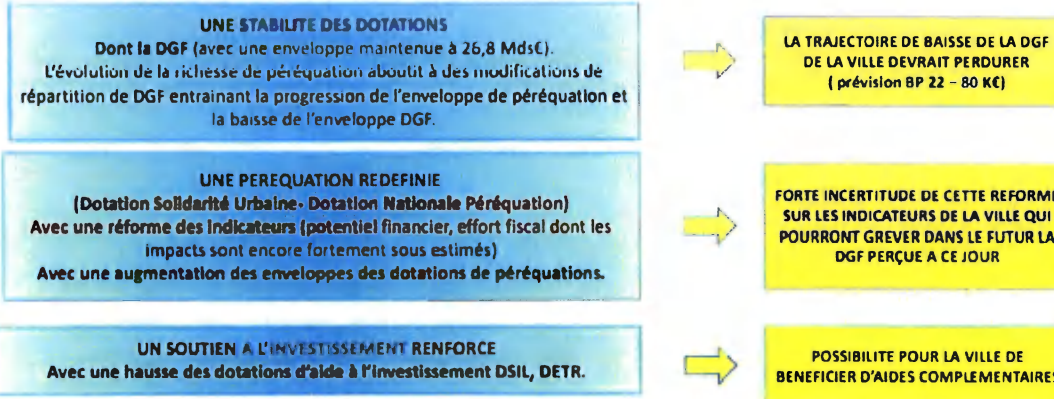 UNE STABILITE DES DOTATIONS
Dont la DGF (avec une enveloppe maintenue à 26,8 Mds€).
L'évolution de la richesse de péréquation aboutit à des modifications de
répartition de DGF entrainant la progression de l'enveloppe de péréquation et
la baisse de l'enveloppe DGF.
LA TRAJECTOIRE DE BAISSE DE LA DGF
DE LA VILLE DEVRAIT PERDURER
( prévision BP 22 – 80 K€)
UNE PEREQUATION REDEFINIE
(Dotation Solidarité Urbaine- Dotation Nationale Péréquation)
Avec une réforme des indicateurs (potentiel financier, effort fiscal dont les
impacts sont encore fortement sous estimés)
Avec une augmentation des enveloppes des dotations de péréquations.
FORTE INCERTITUDE DE CETTE REFORME
SUR LES INDICATEURS DE LA VILLE QUI
POURRONT GREVER DANS LE FUTUR LA
DGF PERÇUE A CE JOUR
UN SOUTIEN A L'INVESTISSEMENT RENFORCE
Avec une hausse des dotations d'aide à l'investissement DSIL, DETR.
POSSIBILITE POUR LA VILLE DE
BENEFICIER D'AIDES COMPLEMENTAIRES